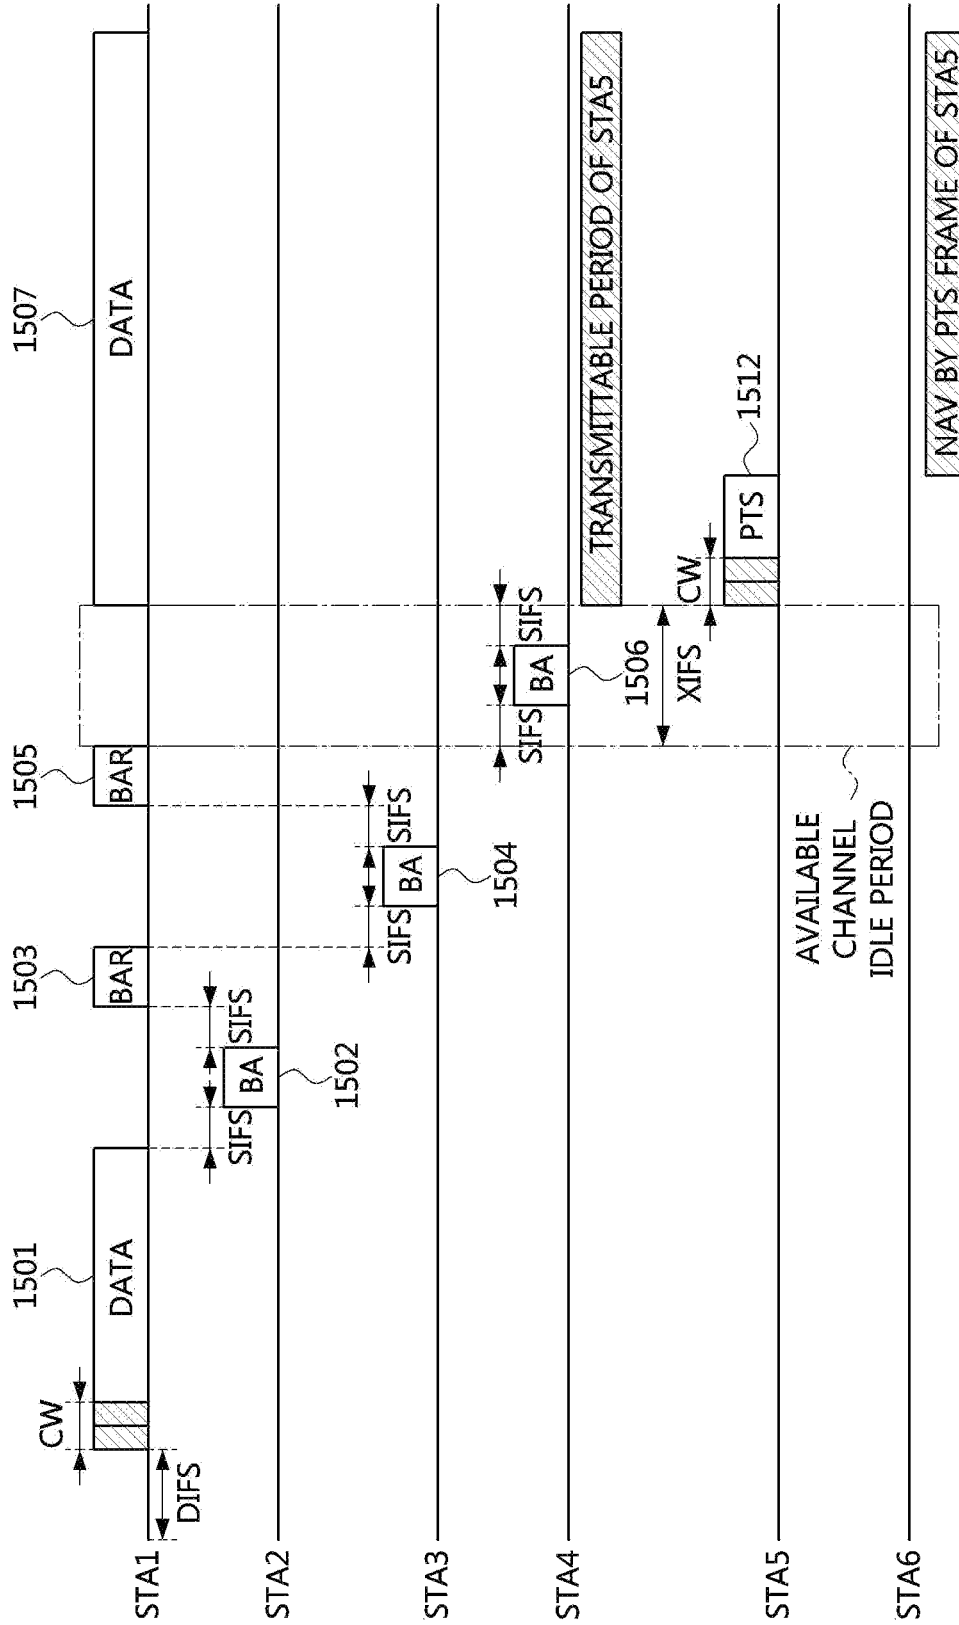 1501
1503
1505
1507
CW
DATA
BAR
BAR
DATA
STA1
DIFS
SIFS
BA
SIFS
STA2
1502
SIFS
BA
SIFS
STA3
1504
SIFS
BA
SIFS
STA4
1506
TRANSMITTABLE PERIOD OF STA5
XIFS
CW
PTS
1512
STA5
AVAILABLE
CHANNEL
IDLE PERIOD
STA6
NAV BY PTS FRAME OF STA5